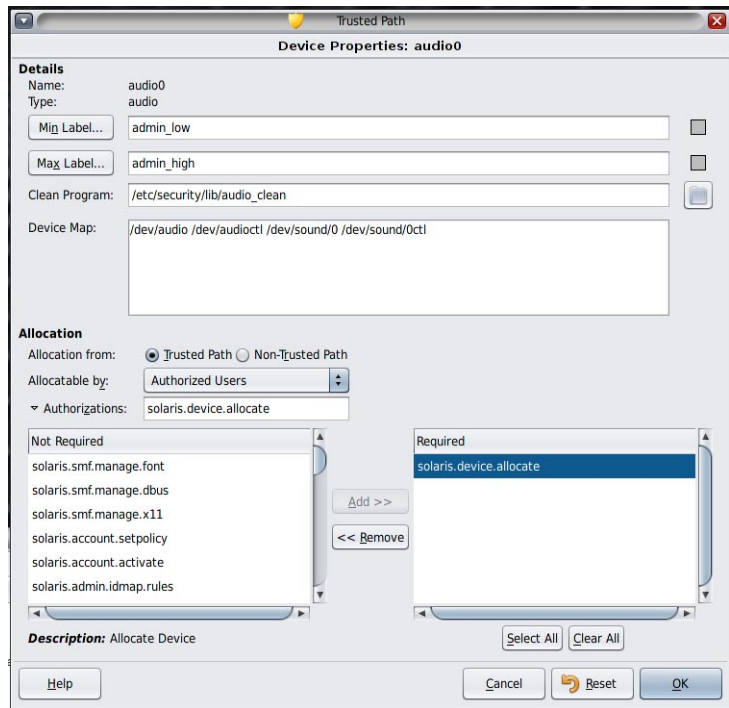 Trusted Path
Device Properties: audio0
Details
Name: audio0
Type: audio
Min Label... admin_low
Max Label... admin_high
Clean Program: /etc/security/lib/audio_clean
Device Map: /dev/audio /dev/audioctl /dev/sound/0 /dev/sound/0ctl
Allocation
Allocation from: Trusted Path Non-Trusted Path
Allocatable by: Authorized Users
Authorizations: solaris.device.allocate
Not Required
solaris.smf.manage.font
solaris.smf.manage.dbus
solaris.smf.manage.x11
solaris.account.setpolicy
solaris.account.activate
solaris.admin.idmap.rules
Add >>
<< Remove
Required
solaris.device.allocate
Description: Allocate Device
Select All Clear All
Help Cancel Reset OK